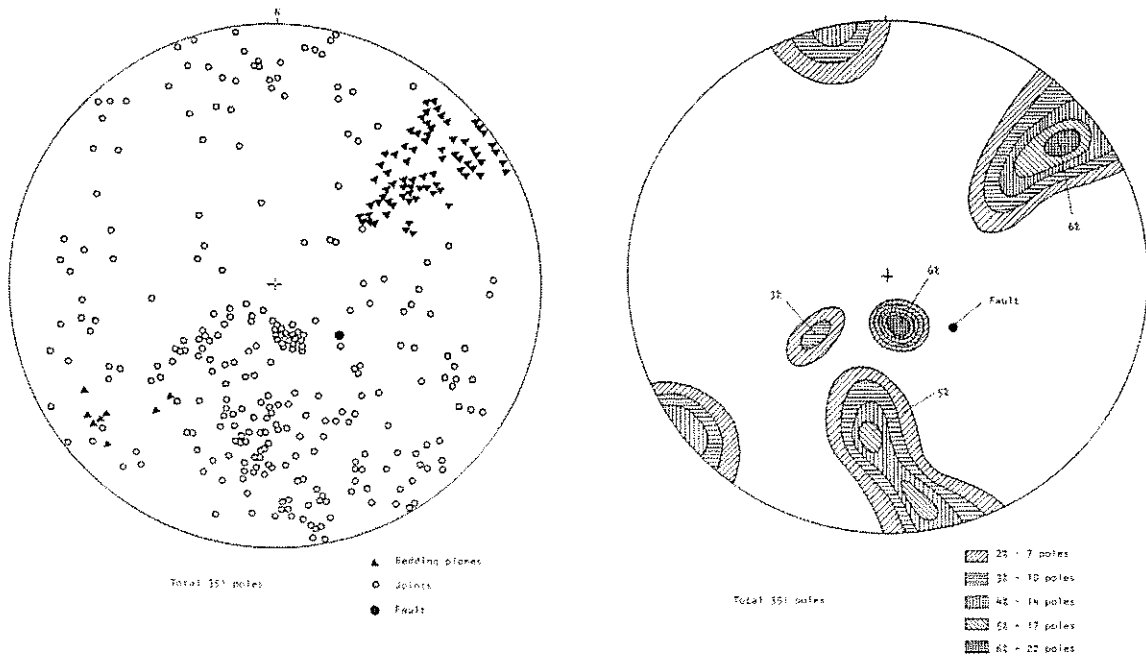 N
3%
6%
6%
Fault
5%
Bedding planes
Joints
Fault
Total 351 poles
2% - 7 poles
3% - 10 poles
4% - 14 poles
5% - 17 poles
6% - 20 poles
Total 351 poles